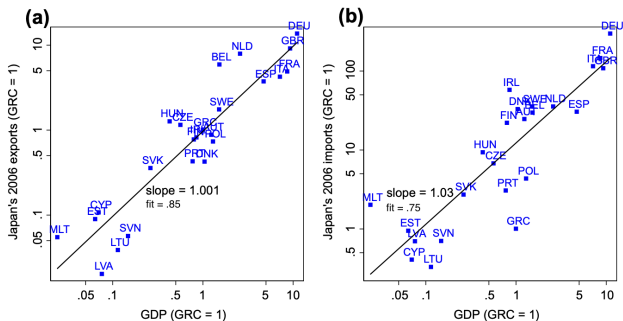 (a)
Japan's 2006 exports (GRC = 1)
10
5
1
.5
.1
.05
DEU
GBR
NLD
FRA
BEL
ITA
ESP
SWE
HUN
CZE
GRC
AUT
FIN
POL
PRT
DNK
SVK
slope = 1.001
fit = .85
CYP
EST
MLT
SVN
LTU
LVA
.05 .1 .5 1 5 10
GDP (GRC = 1)
(b)
Japan's 2006 imports (GRC = 1)
100
50
10
5
1
.5
DEU
FRA
ITA
GBR
IRL
DNK
SWE
NLD
BEL
ESP
AUT
FIN
HUN
CZE
POL
SVK
PRT
MLT
slope = 1.03
fit = .75
GRC
EST
LVA
SVN
CYP
LTU
.05 .1 .5 1 5 10
GDP (GRC = 1)